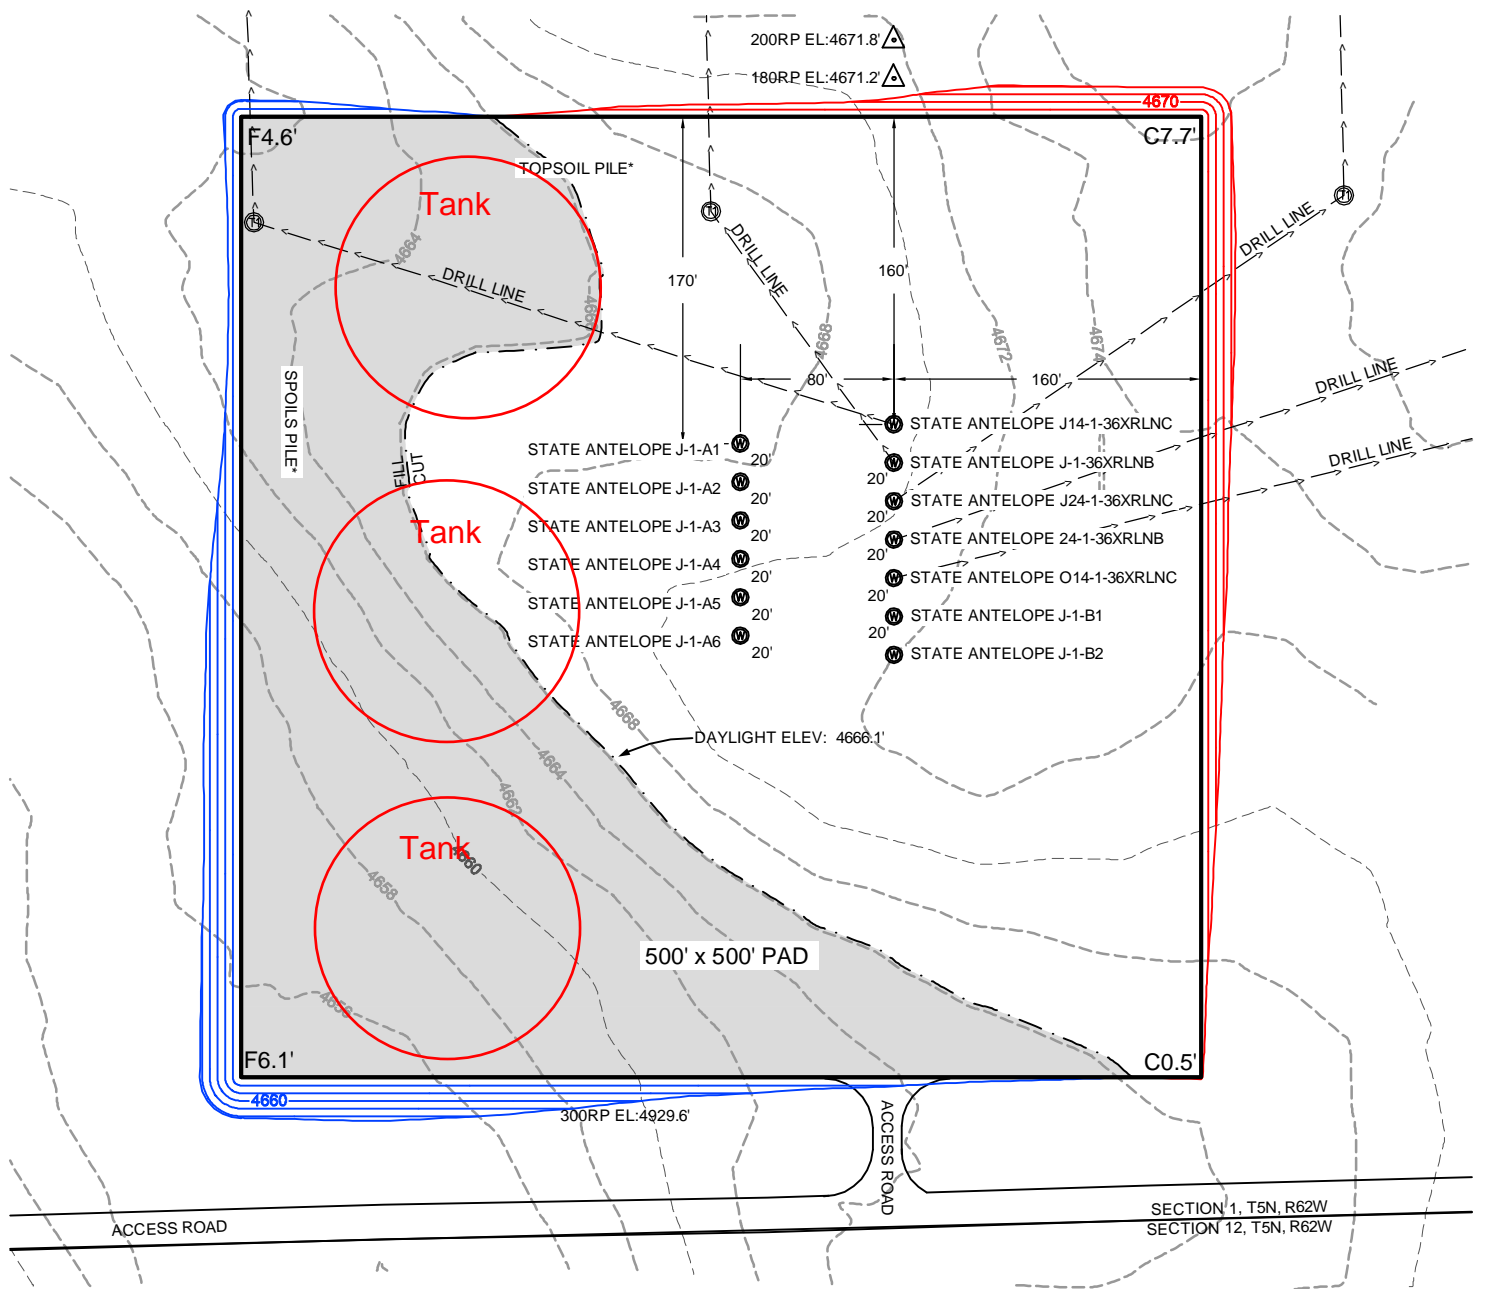 200RP EL:4671.8'
180RP EL:4671.2'
4670
F4.6'
C7.7'
TOPSOIL PILE*
Tank
T1
T1
T1
DRILL LINE
DRILL LINE
DRILL LINE
4664
4666
170'
160'
4668
4672
4674
80'
160'
DRILL LINE
DRILL LINE
SPOILS PILE*
FILL
CUT
STATE ANTELOPE J14-1-36XRLNC
STATE ANTELOPE J-1-A1
W
20'
STATE ANTELOPE J-1-36XRLNB
20'
STATE ANTELOPE J-1-A2
20'
STATE ANTELOPE J24-1-36XRLNC
20'
Tank
STATE ANTELOPE J-1-A3
20'
STATE ANTELOPE 24-1-36XRLNB
20'
STATE ANTELOPE J-1-A4
20'
STATE ANTELOPE O14-1-36XRLNC
20'
STATE ANTELOPE J-1-A5
20'
STATE ANTELOPE J-1-B1
20'
STATE ANTELOPE J-1-A6
20'
STATE ANTELOPE J-1-B2
4668
DAYLIGHT ELEV: 4666.1'
4664
4662
Tank
4660
4658
500' x 500' PAD
4656
F6.1'
C0.5'
4660
300RP EL:4929.6'
ACCESS ROAD
ACCESS ROAD
SECTION 1, T5N, R62W
SECTION 12, T5N, R62W